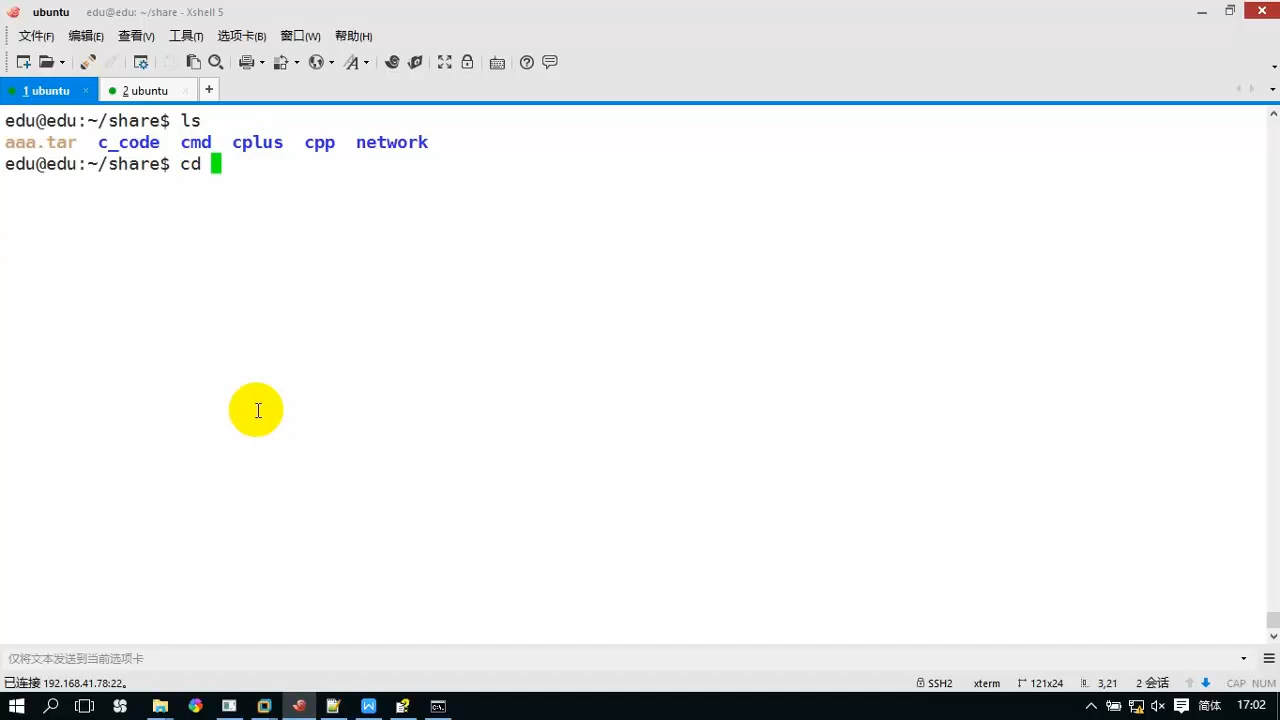 ubuntu edu@edu: ~/share - Xshell 5
文件(F) 编辑(E) 查看(V) 工具(T) 选项卡(B) 窗口(W) 帮助(H)
1 ubuntu × 2 ubuntu × +
edu@edu:~/share$ ls
aaa.tar c_code cmd cplus cpp network
edu@edu:~/share$ cd
仅将文本发送到当前选项卡
已连接 192.168.41.78:22。 SSH2 xterm 121x24 3,21 2 会话 CAP NUM
简体 17:02